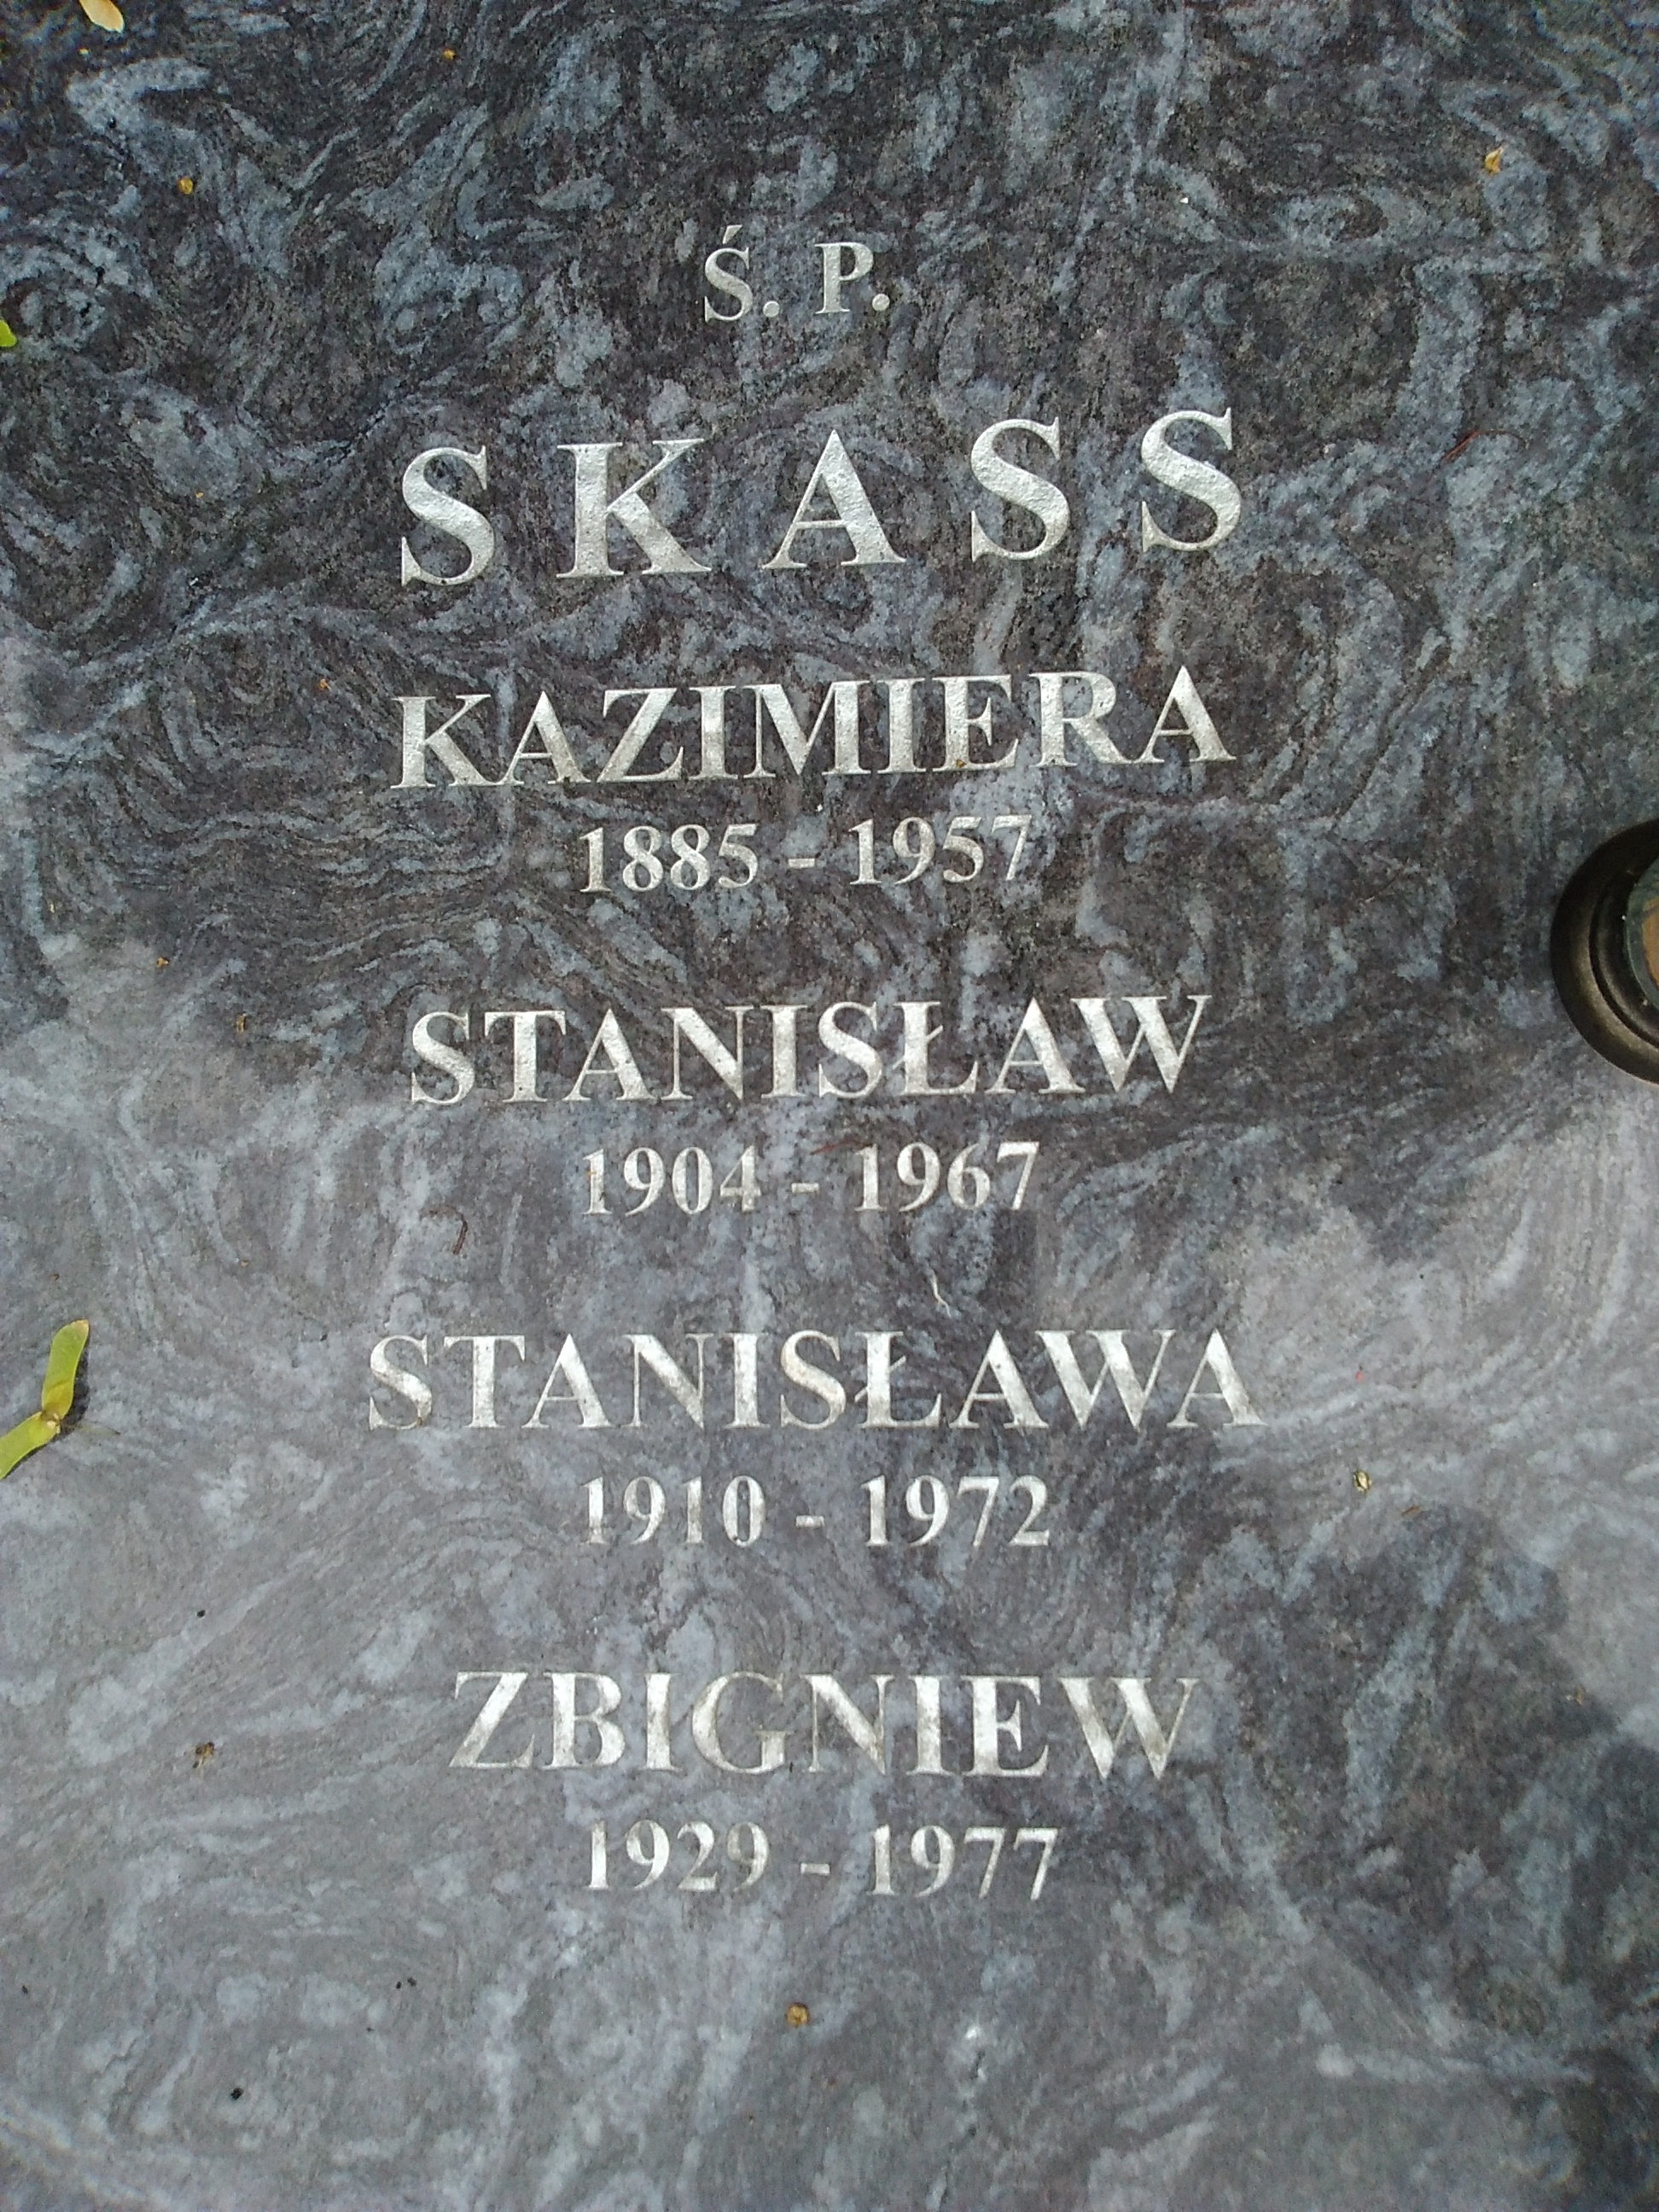 Ś. P.
SKASS
KAZIMIERA
1885 - 1957
STANISŁAW
1904 - 1967
STANISŁAWA
1910 - 1972
ZBIGNIEW
1929 - 1977